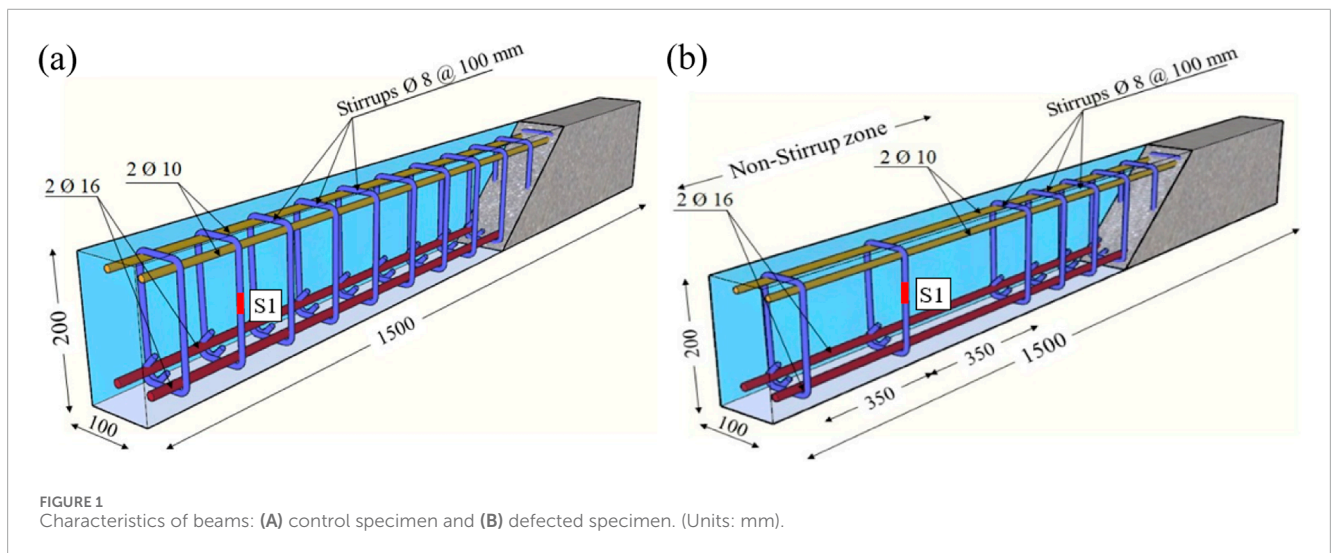 (a)
Stirrups Ø 8 @ 100 mm
2 Ø 10
2 Ø 16
S1
200
100
1500
(b)
Stirrups Ø 8 @ 100 mm
Non-Stirrup zone
2 Ø 10
2 Ø 16
S1
200
100
350
350
1500
FIGURE 1
Characteristics of beams: (A) control specimen and (B) defected specimen. (Units: mm).